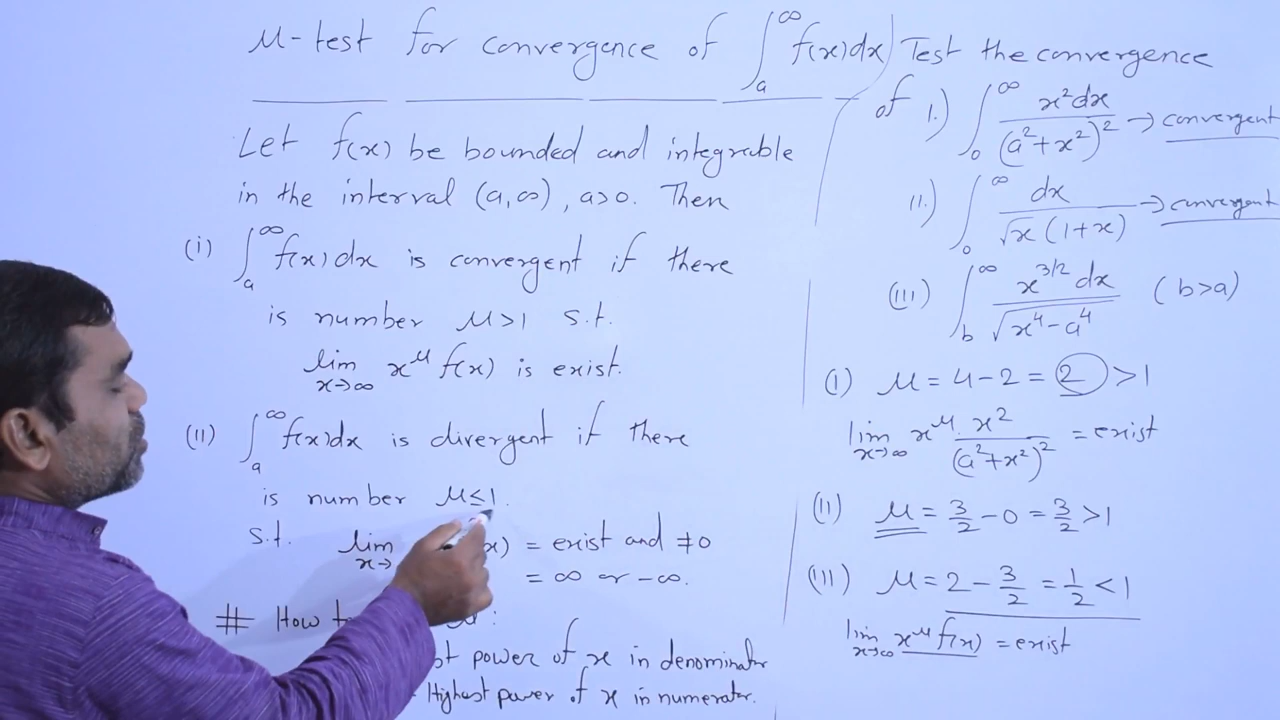 μ-test for convergence of ∫_a^∞ f(x)dx
Let f(x) be bounded and integrable
in the interval (a,∞), a>0. Then
(i) ∫_a^∞ f(x)dx is convergent if there
is number μ>1 s.t.
lim_{x→∞} x^μ f(x) is exist.
(ii) ∫_a^∞ f(x)dx is divergent if there
is number μ≤1.
s.t. lim_{x→ x) = exist and ≠0
= ∞ or -∞.
# How
power of x in denominator
Highest power of x in numerator.
Test the convergence
of I.) ∫_0^∞ x²dx/(a²+x²)² → convergent
II.) ∫_0^∞ dx/(√x (1+x)) → convergent
(III) ∫_b^∞ x^{3/2} dx/√(x⁴-a⁴) (b>a)
(I) μ = 4-2 = 2 >1
lim_{x→∞} x^μ. x²/(a²+x²)² = exist
(II) μ = 3/2 - 0 = 3/2 >1
(III) μ = 2 - 3/2 = 1/2 < 1
lim_{x→∞} x^μ f(x) = exist